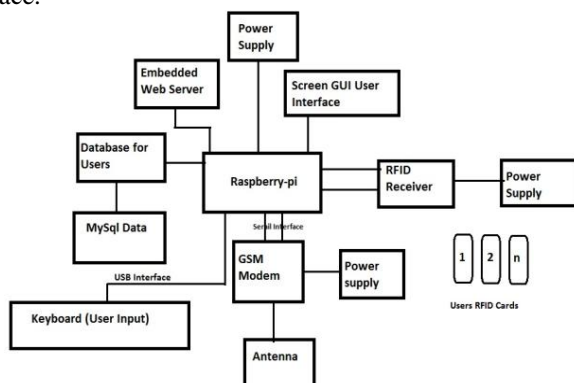 Power
Supply
Embedded
Web Server
Screen GUI User
Interface
Database for
Users
Raspberry-pi
RFID
Receiver
Power
Supply
MySql Data
Serail Interface
GSM
Modem
Power
supply
1 2 n
USB Interface
Users RFID Cards
Keyboard (User Input)
Antenna